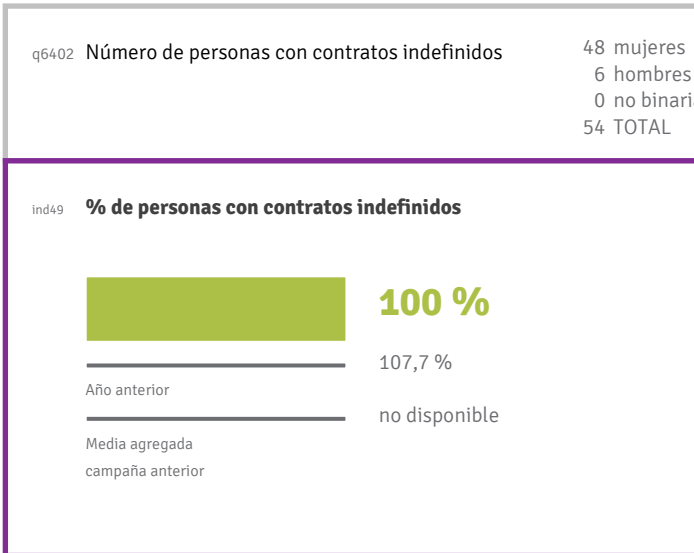 q6402 Número de personas con contratos indefinidos
48 mujeres
6 hombres
0 no binari
54 TOTAL
ind49 % de personas con contratos indefinidos
100 %
107,7 %
Año anterior
no disponible
Media agregada
campaña anterior